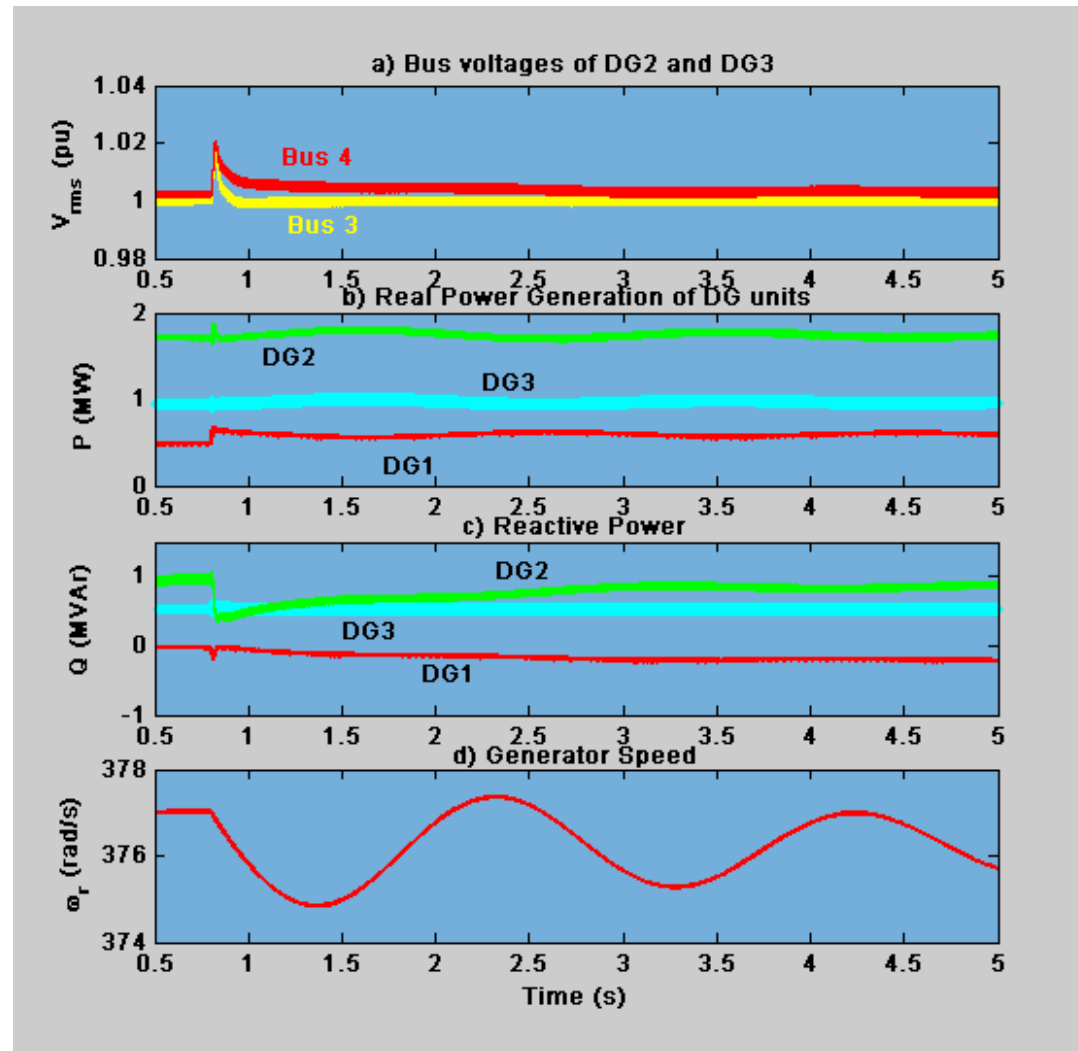 a) Bus voltages of DG2 and DG3
1.04
1.02
1
0.98
V_rms (pu)
Bus 4
Bus 3
0.5 1 1.5 2 2.5 3 3.5 4 4.5 5
b) Real Power Generation of DG units
2
1
0
P (MW)
DG2
DG3
DG1
0.5 1 1.5 2 2.5 3 3.5 4 4.5 5
c) Reactive Power
1
0
-1
Q (MVAr)
DG2
DG3
DG1
0.5 1 1.5 2 2.5 3 3.5 4 4.5 5
d) Generator Speed
378
376
374
ω_r (rad/s)
0.5 1 1.5 2 2.5 3 3.5 4 4.5 5
Time (s)